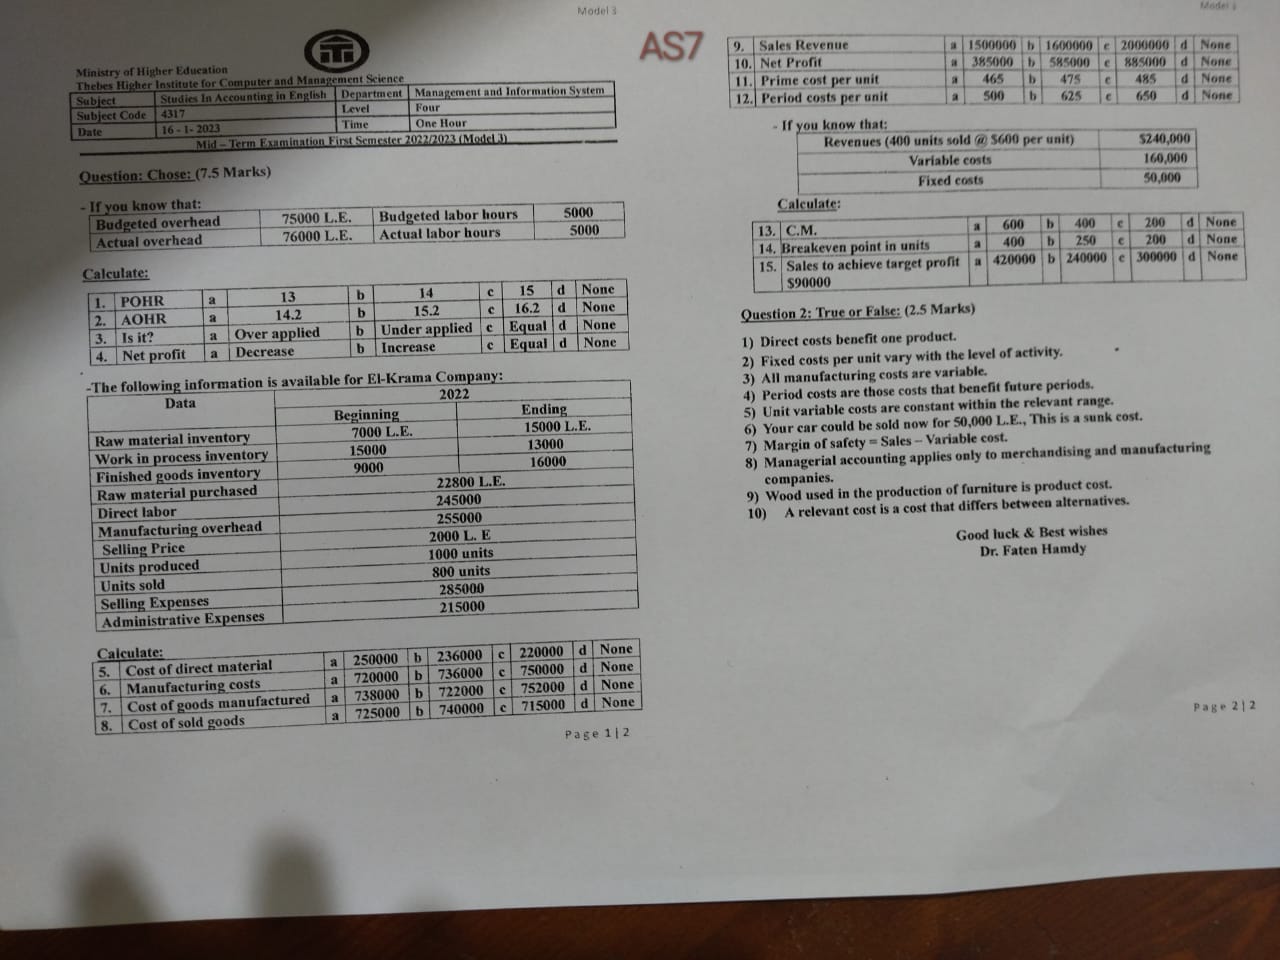 Model 3
Ministry of Higher Education
Thebes Higher Institute for Computer and Management Science
Subject Studies In Accounting in English Department Management and Information System
Subject Code 4317 Level Four
Date 16 - 1- 2023 Time One Hour
Mid – Term Examination First Semester 2022/2023 (Model 3)
Question: Chose: (7.5 Marks)
- If you know that:
Budgeted overhead 75000 L.E. Budgeted labor hours 5000
Actual overhead 76000 L.E. Actual labor hours 5000
Calculate:
1. POHR a 13 b 14 c 15 d None
2. AOHR a 14.2 b 15.2 c 16.2 d None
3. Is it? a Over applied b Under applied c Equal d None
4. Net profit a Decrease b Increase c Equal d None
-The following information is available for El-Krama Company:
Data 2022
Beginning Ending
Raw material inventory 7000 L.E. 15000 L.E.
Work in process inventory 15000 13000
Finished goods inventory 9000 16000
Raw material purchased 22800 L.E.
Direct labor 245000
Manufacturing overhead 255000
Selling Price 2000 L. E
Units produced 1000 units
Units sold 800 units
Selling Expenses 285000
Administrative Expenses 215000
Calculate:
5. Cost of direct material a 250000 b 236000 c 220000 d None
6. Manufacturing costs a 720000 b 736000 c 750000 d None
7. Cost of goods manufactured a 738000 b 722000 c 752000 d None
8. Cost of sold goods a 725000 b 740000 c 715000 d None
Page 1|2
AS7
Model 3
9. Sales Revenue a 1500000 b 1600000 c 2000000 d None
10. Net Profit a 385000 b 585000 c 885000 d None
11. Prime cost per unit a 465 b 475 c 485 d None
12. Period costs per unit a 500 b 625 c 650 d None
- If you know that:
Revenues (400 units sold @ $600 per unit) $240,000
Variable costs 160,000
Fixed costs 50,000
Calculate:
13. C.M. a 600 b 400 c 200 d None
14. Breakeven point in units a 400 b 250 c 200 d None
15. Sales to achieve target profit a 420000 b 240000 c 300000 d None
$90000
Question 2: True or False: (2.5 Marks)
1) Direct costs benefit one product.
2) Fixed costs per unit vary with the level of activity.
3) All manufacturing costs are variable.
4) Period costs are those costs that benefit future periods.
5) Unit variable costs are constant within the relevant range.
6) Your car could be sold now for 50,000 L.E., This is a sunk cost.
7) Margin of safety = Sales – Variable cost.
8) Managerial accounting applies only to merchandising and manufacturing
companies.
9) Wood used in the production of furniture is product cost.
10) A relevant cost is a cost that differs between alternatives.
Good luck & Best wishes
Dr. Faten Hamdy
Page 2|2